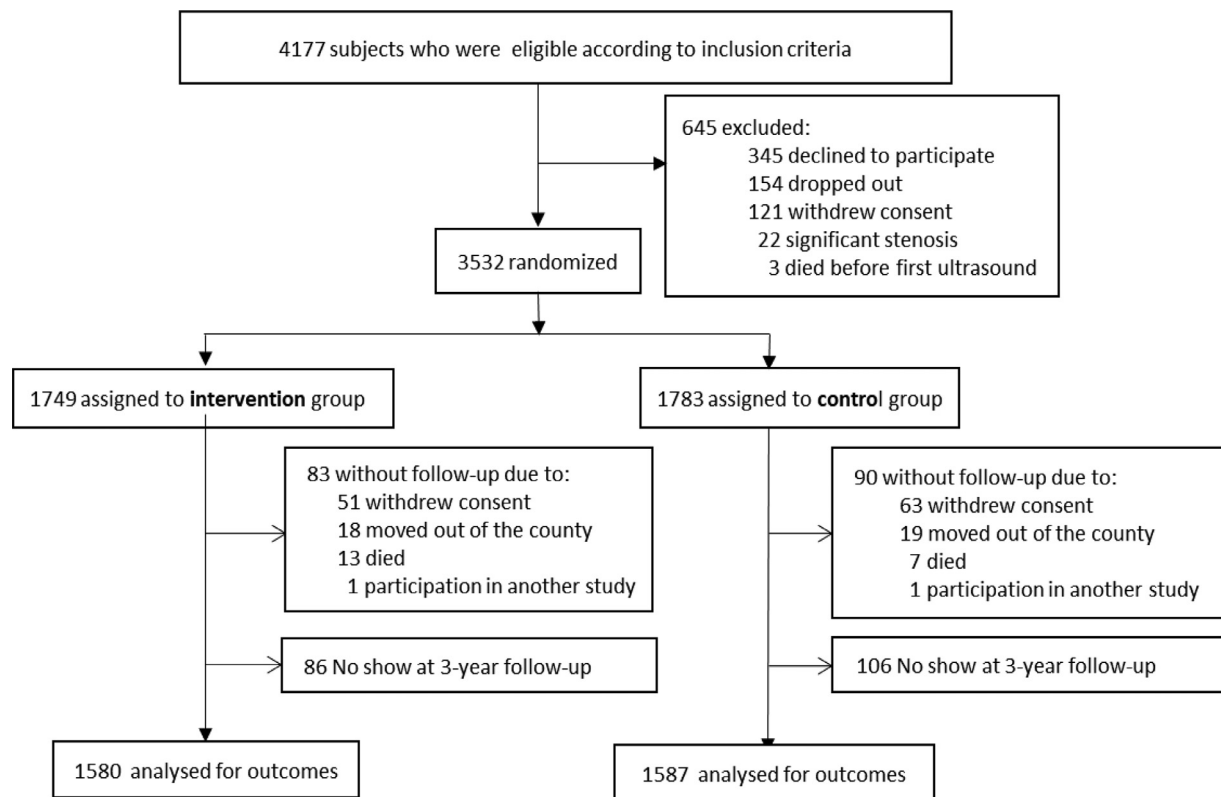 4177 subjects who were eligible according to inclusion criteria
645 excluded:
345 declined to participate
154 dropped out
121 withdrew consent
22 significant stenosis
3 died before first ultrasound
3532 randomized
1749 assigned to intervention group
1783 assigned to control group
83 without follow-up due to:
51 withdrew consent
18 moved out of the county
13 died
1 participation in another study
90 without follow-up due to:
63 withdrew consent
19 moved out of the county
7 died
1 participation in another study
86 No show at 3-year follow-up
106 No show at 3-year follow-up
1580 analysed for outcomes
1587 analysed for outcomes